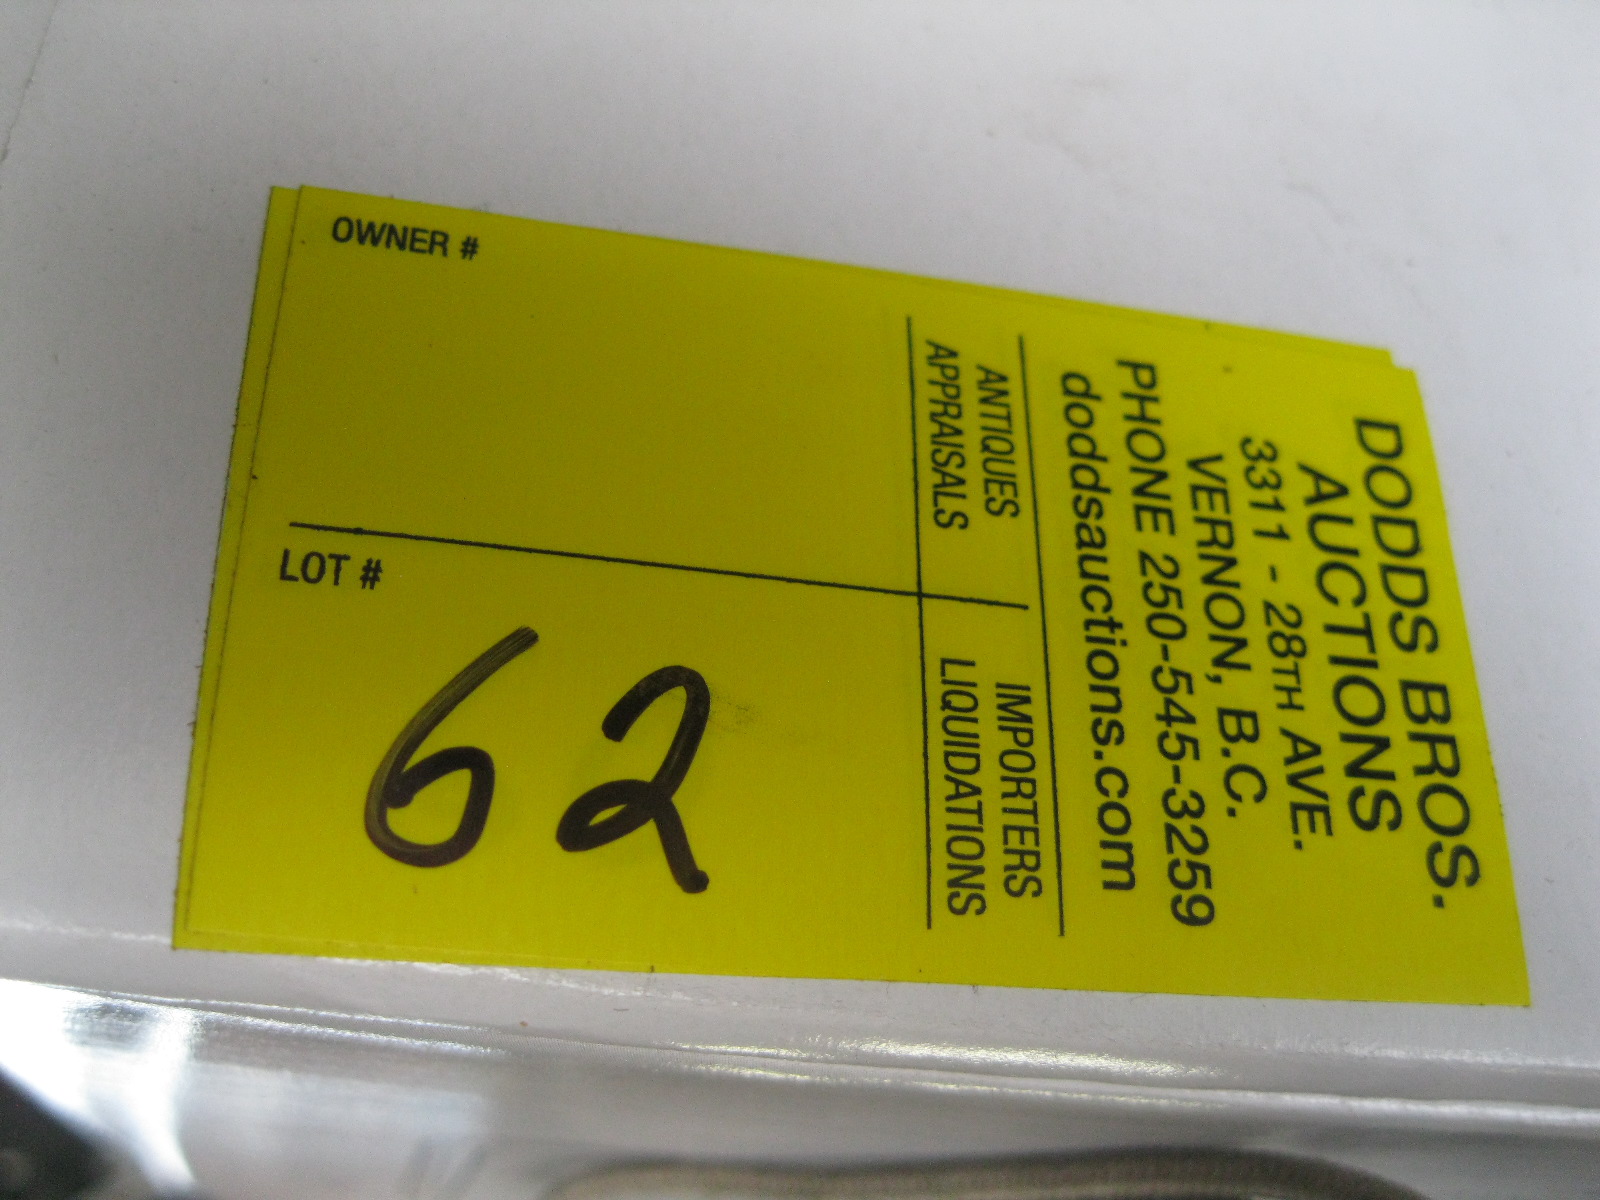 DODDS BROS.
AUCTIONS
3311 - 28TH AVE.
VERNON, B.C.
PHONE 250-545-3259
doddsauctions.com
ANTIQUES
APPRAISALS
IMPORTERS
LIQUIDATIONS
OWNER #
LOT #
62